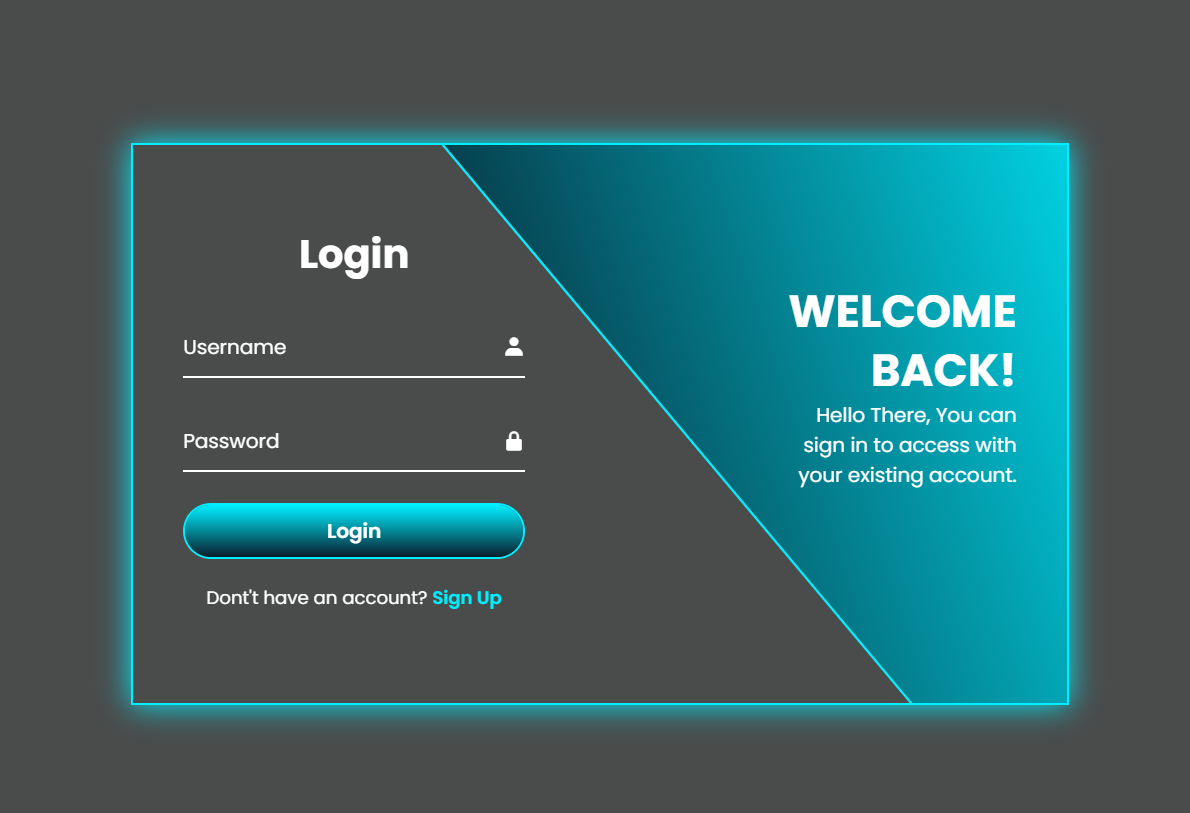 Login
Username
Password
Login
Dont't have an account? Sign Up
WELCOME
BACK!
Hello There, You can
sign in to access with
your existing account.